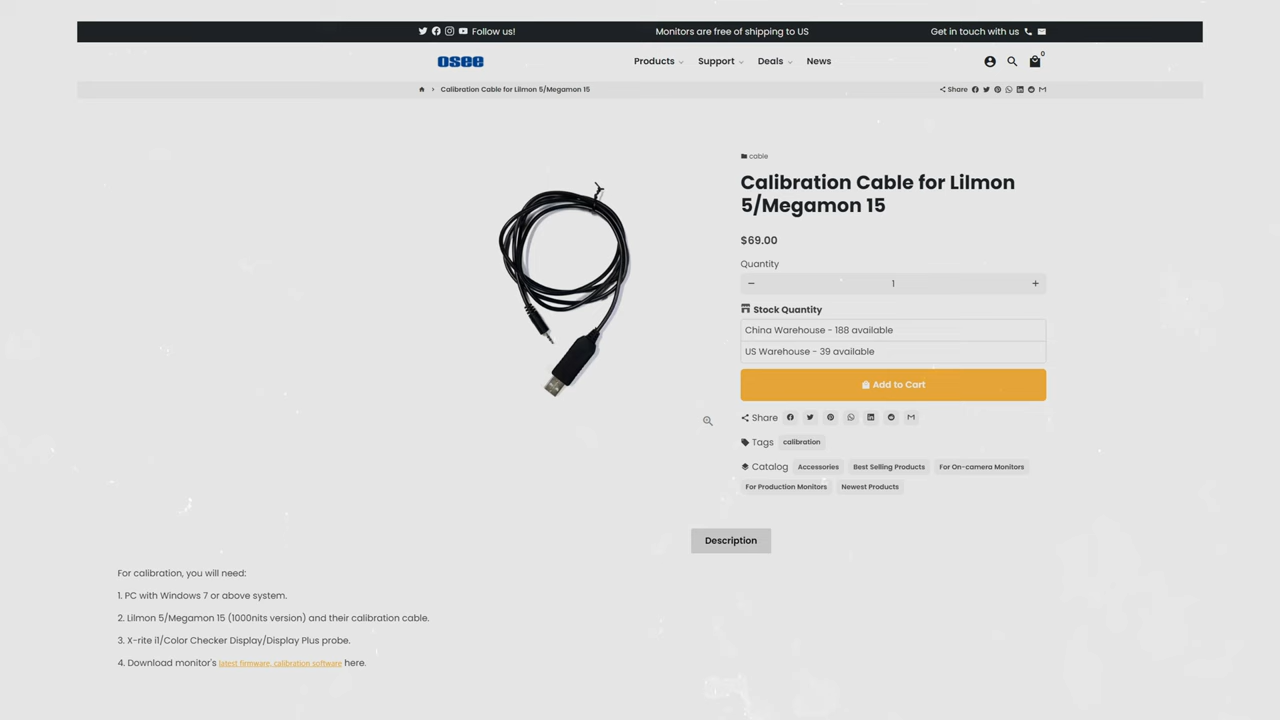 Follow us!
Monitors are free of shipping to US
Get in touch with us
osee
Products
Support
Deals
News
0
Calibration Cable for Lilmon 5/Megamon 15
Share
cable
Calibration Cable for Lilmon
5/Megamon 15
$69.00
Quantity
− 1 +
Stock Quantity
China Warehouse - 188 available
US Warehouse - 39 available
Add to Cart
Share
Tags calibration
Catalog Accessories Best Selling Products For On-camera Monitors
For Production Monitors Newest Products
Description
For calibration, you will need:
1. PC with Windows 7 or above system.
2. Lilmon 5/Megamon 15 (1000nits version) and their calibration cable.
3. X-rite i1/Color Checker Display/Display Plus probe.
4. Download monitor's latest firmware, calibration software here.